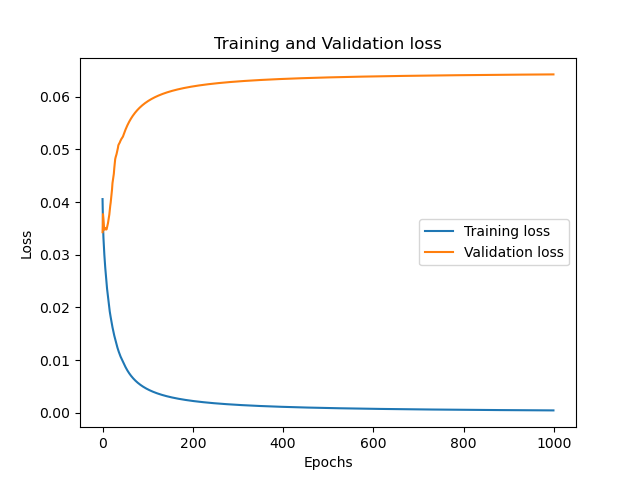 Training and Validation loss
Loss
0.06
0.05
0.04
0.03
0.02
0.01
0.00
Training loss
Validation loss
0 200 400 600 800 1000
Epochs